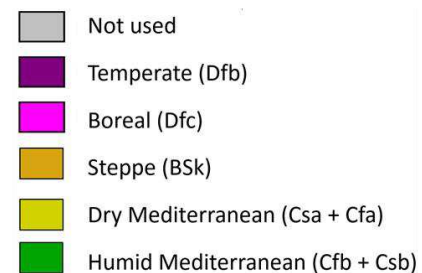 Not used
Temperate (Dfb)
Boreal (Dfc)
Steppe (BSk)
Dry Mediterranean (Csa + Cfa)
Humid Mediterranean (Cfb + Csb)